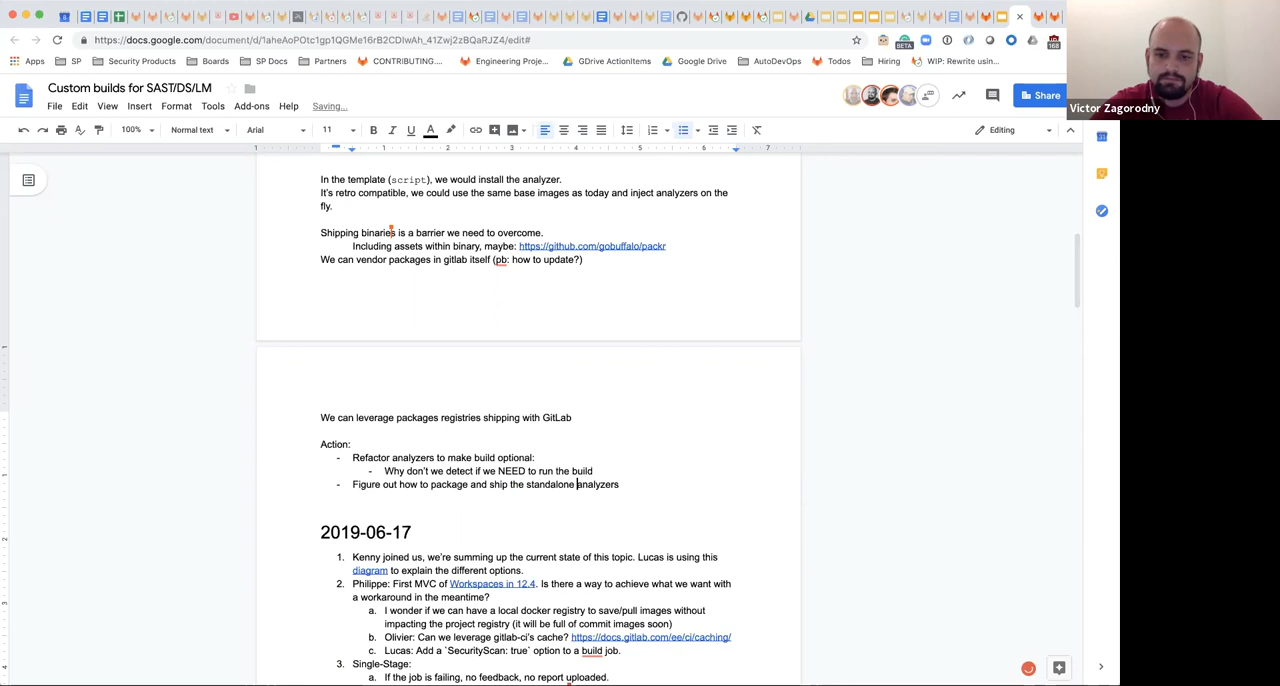 https://docs.google.com/document/d/1aheAoPOtc1gp1QGMe16rB2CDIwAh_41Zwj2zBQaRJZ4/edit#
BETA
168
Apps SP Security Products Boards SP Docs Partners CONTRIBUTING.... Engineering Proje... GDrive ActionItems Google Drive AutoDevOps Todos Hiring WIP: Rewrite usin...
Custom builds for SAST/DS/LM
File Edit View Insert Format Tools Add-ons Help Saving...
Share
Victor Zagorodny
100% Normal text Arial 11 B I U A Editing
1 1 2 3 4 5 6 7
In the template (script), we would install the analyzer.
It's retro compatible, we could use the same base images as today and inject analyzers on the
fly.
Shipping binaries is a barrier we need to overcome.
Including assets within binary, maybe: https://github.com/gobuffalo/packr
We can vendor packages in gitlab itself (pb: how to update?)
We can leverage packages registries shipping with GitLab
Action:
- Refactor analyzers to make build optional:
- Why don't we detect if we NEED to run the build
- Figure out how to package and ship the standalone analyzers
2019-06-17
1. Kenny joined us, we're summing up the current state of this topic. Lucas is using this
diagram to explain the different options.
2. Philippe: First MVC of Workspaces in 12.4. Is there a way to achieve what we want with
a workaround in the meantime?
a. I wonder if we can have a local docker registry to save/pull images without
impacting the project registry (it will be full of commit images soon)
b. Olivier: Can we leverage gitlab-ci's cache? https://docs.gitlab.com/ee/ci/caching/
c. Lucas: Add a `SecurityScan: true` option to a build job.
3. Single-Stage:
a. If the job is failing, no feedback, no report uploaded.